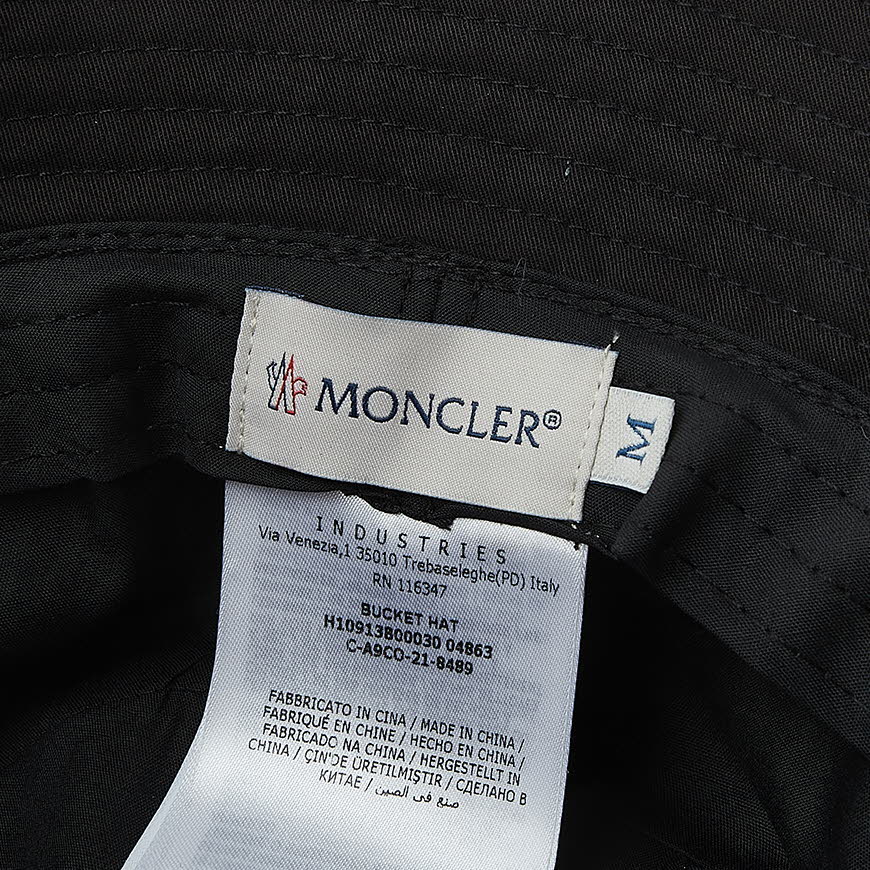 MONCLER®
M
INDUSTRIES
Via Venezia,1 35010 Trebaseleghe(PD) Italy
RN 116347
BUCKET HAT
H10913B00030 04863
C-A9CO-21-8489
FABBRICATO IN CINA / MADE IN CHINA /
FABRIQUÉ EN CHINE / HECHO EN CHINA /
FABRICADO NA CHINA / HERGESTELLT IN
CHINA / ÇIN'DE ÜRETILMIŞTIR / СДЕЛАНО В
КИТАЕ / صنع في الصين